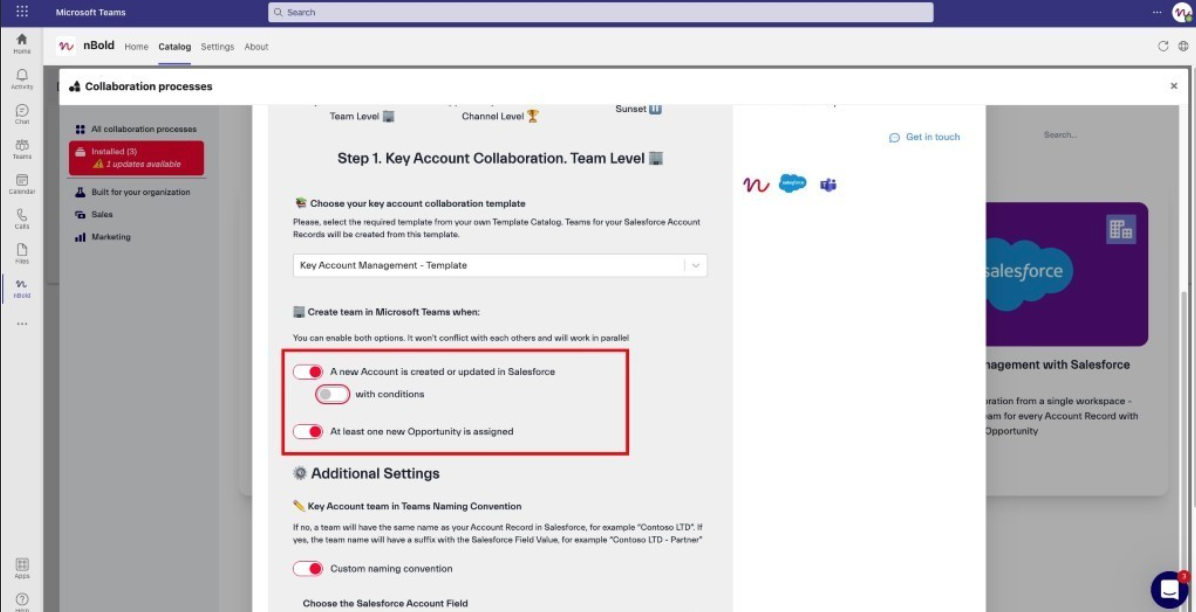 Microsoft Teams
Search
nBold
Home
Catalog
Settings
About
Home
Activity
Chat
Teams
Calendar
Calls
Files
nBold
Apps
Help
Collaboration processes
All collaboration processes
Installed (3)
1 updates available
Built for your organization
Sales
Marketing
Team Level
Channel Level
Sunset
Step 1. Key Account Collaboration. Team Level
Choose your key account collaboration template
Please, select the required template from your own Template Catalog. Teams for your Salesforce Account
Records will be created from this template.
Key Account Management - Template
Create team in Microsoft Teams when:
You can enable both options. It won't conflict with each others and will work in parallel
A new Account is created or updated in Salesforce
with conditions
At least one new Opportunity is assigned
Additional Settings
Key Account team in Teams Naming Convention
If no, a team will have the same name as your Account Record in Salesforce, for example "Contoso LTD". If
yes, the team name will have a suffix with the Salesforce Field Value, for example "Contoso LTD - Partner"
Custom naming convention
Choose the Salesforce Account Field
Get in touch
salesforce
Search...
salesforce
nagement with Salesforce
ration from a single workspace -
am for every Account Record with
Opportunity
3